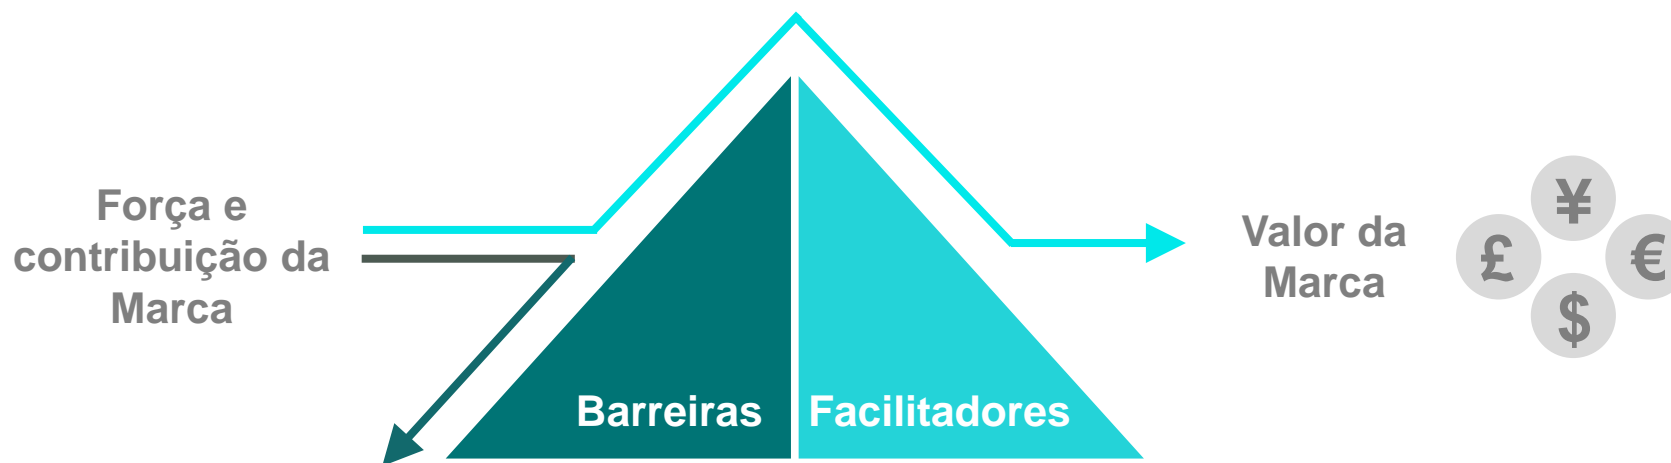 Força e
contribuição da
Marca
Barreiras
Facilitadores
Valor da
Marca
¥
£
€
$